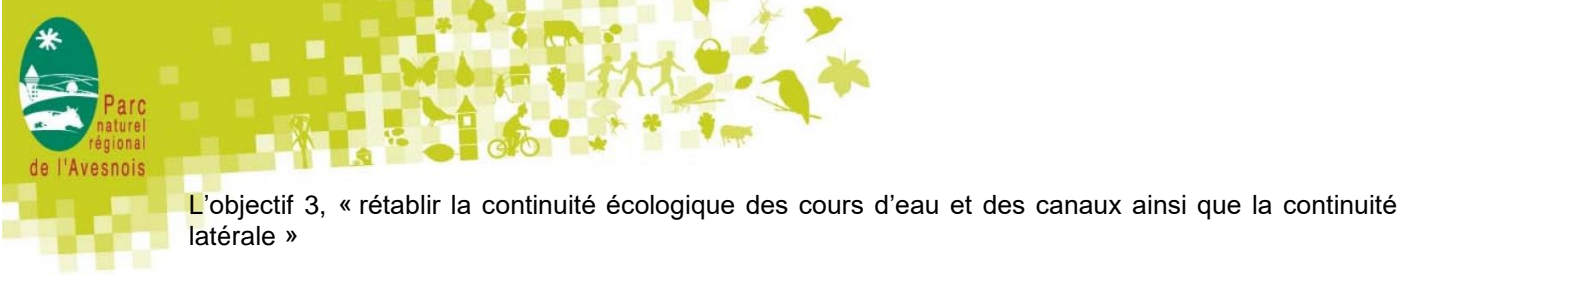 Parc
naturel
régional
de l'Avesnois
L’objectif 3, « rétablir la continuité écologique des cours d’eau et des canaux ainsi que la continuité
latérale »